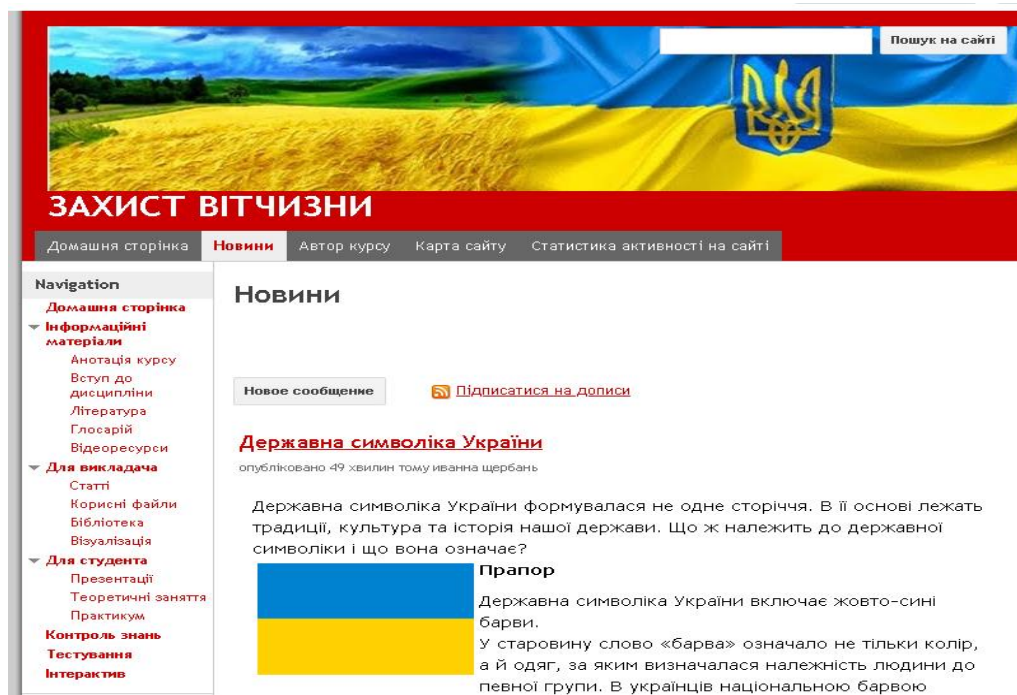 Пошук на сайті
ЗАХИСТ ВІТЧИЗНИ
Домашня сторінка Новини Автор курсу Карта сайту Статистика активності на сайті
Navigation
Домашня сторінка
Інформаційні
матеріали
Анотація курсу
Вступ до
дисципліни
Література
Глосарій
Відеоресурси
Для викладача
Статті
Корисні файли
Бібліотека
Візуалізація
Для студента
Презентації
Теоретичні заняття
Практикум
Контроль знань
Тестування
Інтерактив
Новини
Новое сообщение
Підписатися на дописи
Державна символіка України
опубліковано 49 хвилин тому иванна щербань
Державна символіка України формувалася не одне сторіччя. В її основі лежать
традиції, культура та історія нашої держави. Що ж належить до державної
символіки і що вона означає?
Прапор
Державна символіка України включає жовто-сині
барви.
У старовину слово «барва» означало не тільки колір,
а й одяг, за яким визначалася належність людини до
певної групи. В українців національною барвою